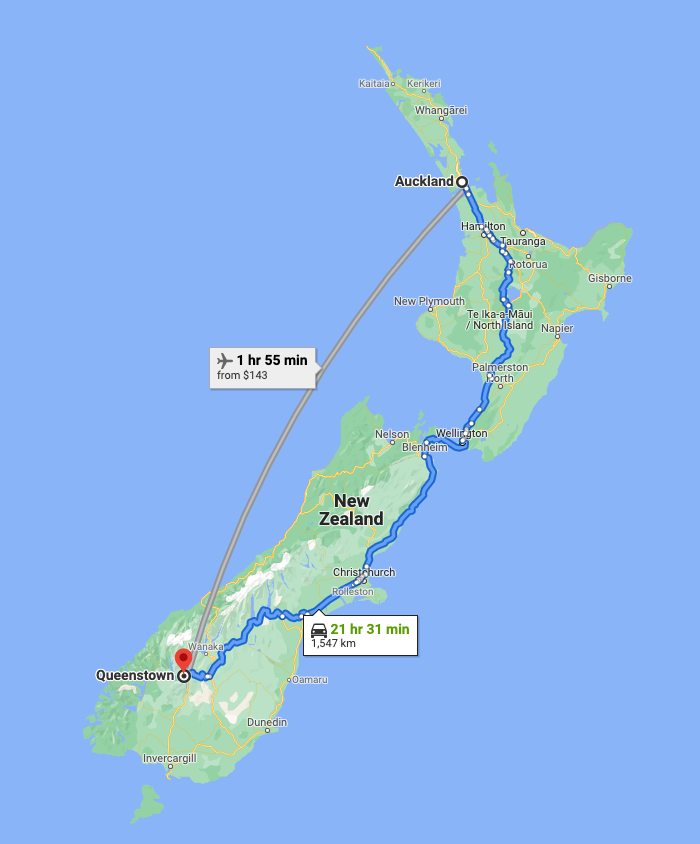 Kaitaia
Kerikeri
Whangārei
Auckland
Hamilton
Tauranga
Rotorua
Gisborne
New Plymouth
Te Ika-a-Māui
/ North Island
Napier
1 hr 55 min
from $143
Palmerston
North
Nelson
Wellington
Blenheim
New
Zealand
Christchurch
Rolleston
21 hr 31 min
1,547 km
Wānaka
Queenstown
Oamaru
Dunedin
Invercargill